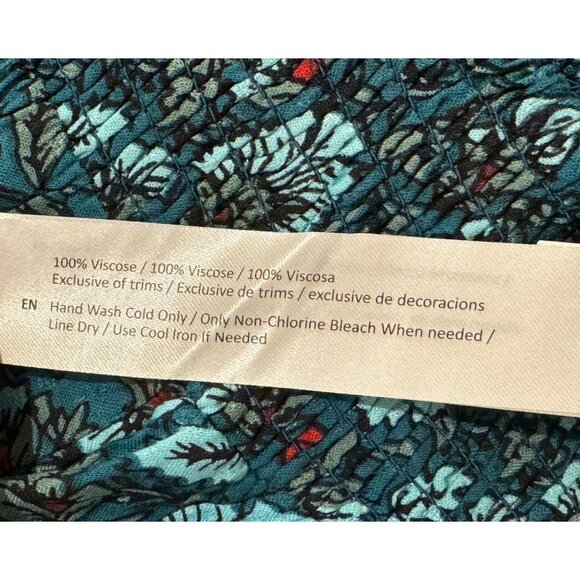 100% Viscose / 100% Viscose / 100% Viscosa
Exclusive of trims / Exclusive de trims / exclusive de decoracions
EN Hand Wash Cold Only / Only Non-Chlorine Bleach When needed /
Line Dry / Use Cool Iron If Needed